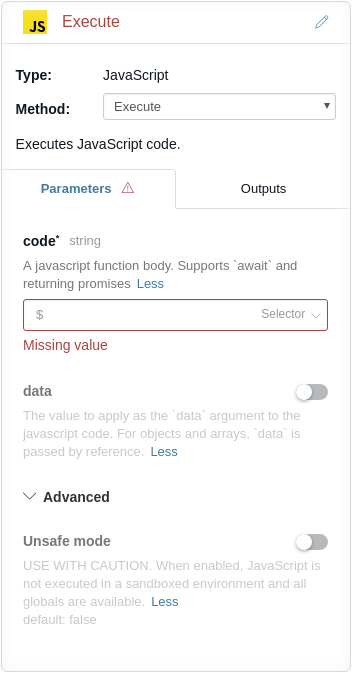 JS Execute
Type: JavaScript
Method: Execute
Executes JavaScript code.
Parameters Outputs
code* string
A javascript function body. Supports `await` and
returning promises Less
$ Selector
Missing value
data
The value to apply as the `data` argument to the
javascript code. For objects and arrays, `data` is
passed by reference. Less
Advanced
Unsafe mode
USE WITH CAUTION. When enabled, JavaScript is
not executed in a sandboxed environment and all
globals are available. Less
default: false